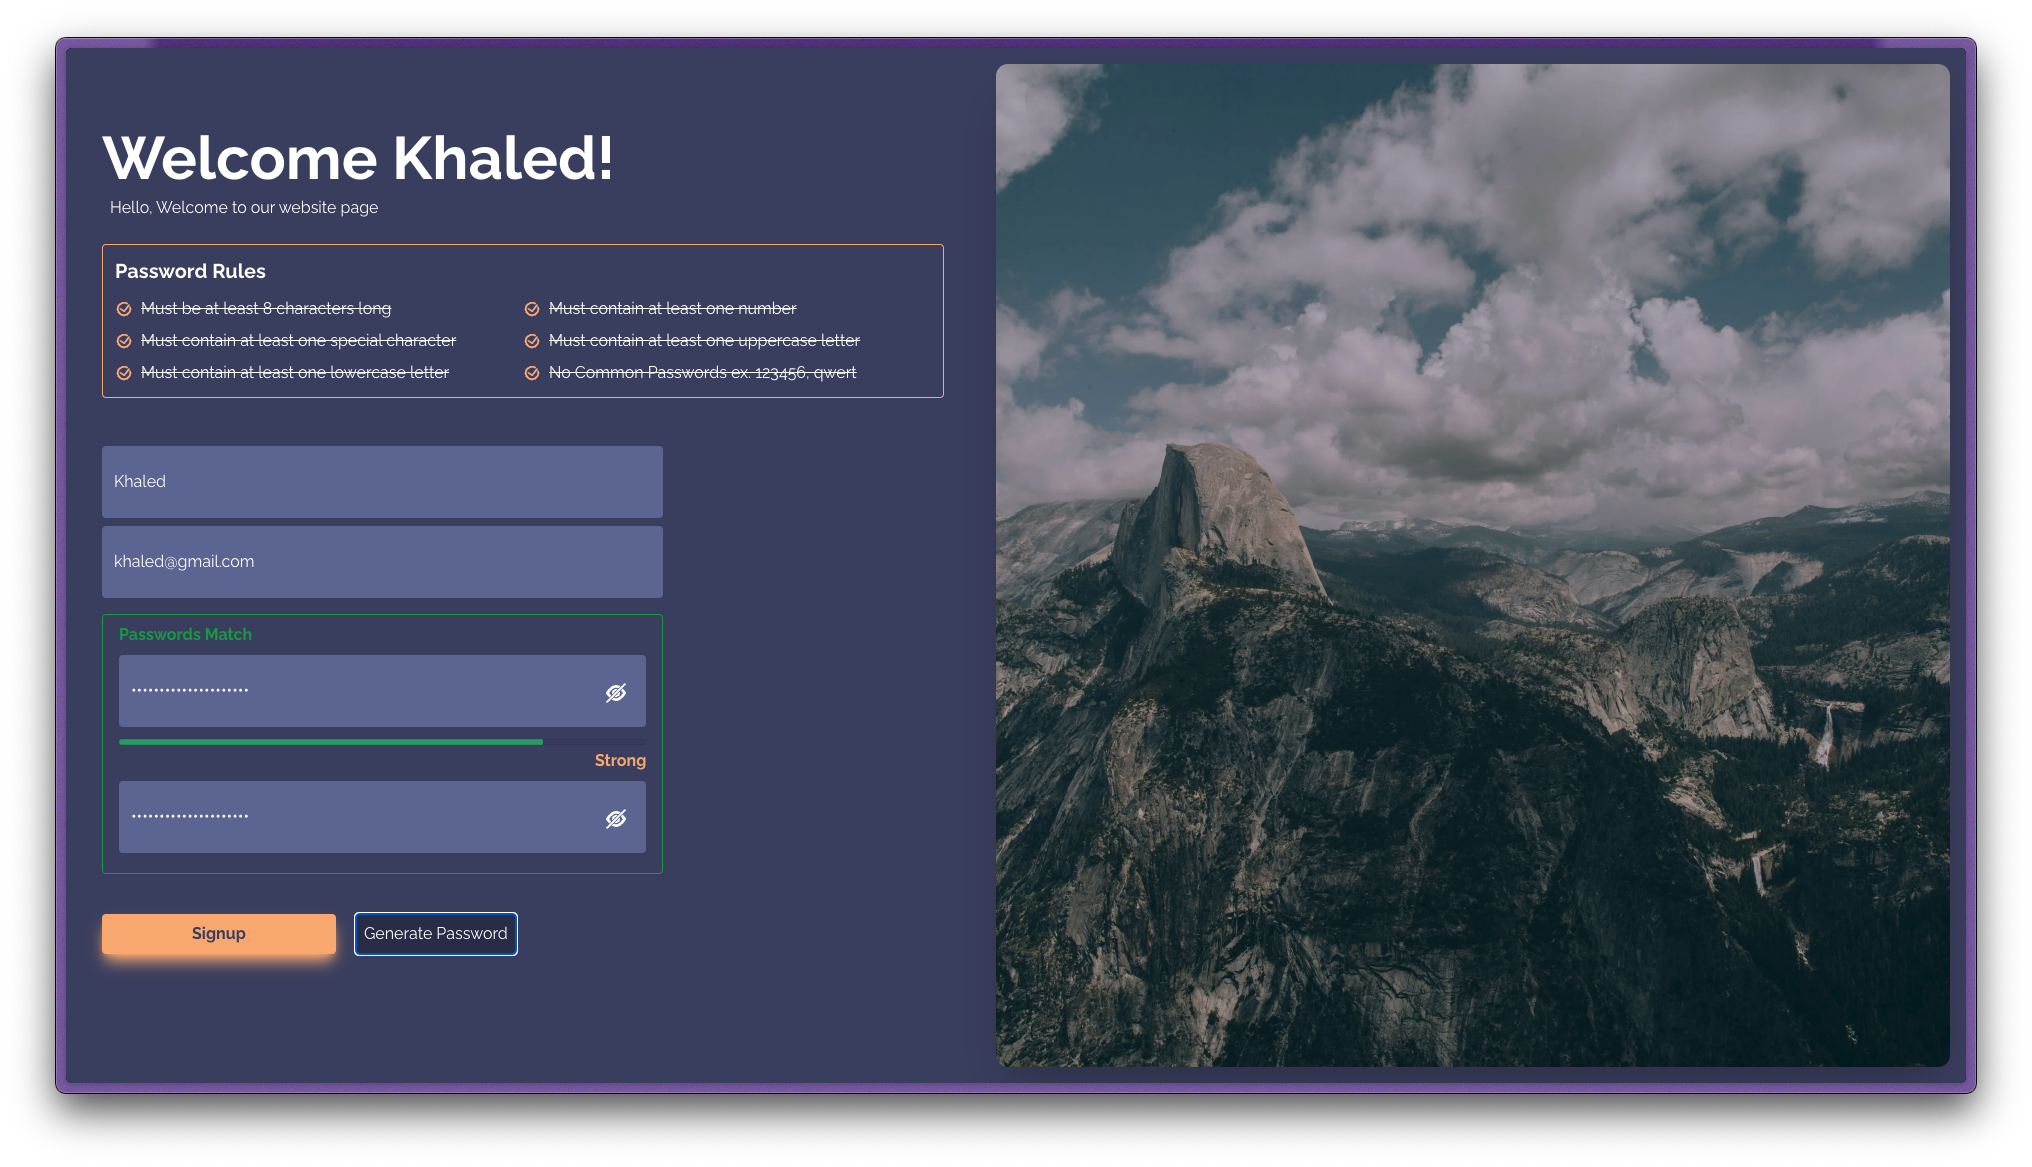 Welcome Khaled!
Hello, Welcome to our website page
Password Rules
Must be at least 8 characters long
Must contain at least one number
Must contain at least one special character
Must contain at least one uppercase letter
Must contain at least one lowercase letter
No Common Passwords ex. 123456, qwert
Khaled
khaled@gmail.com
Passwords Match
•••••••••••••••••••••
Strong
•••••••••••••••••••••
Signup
Generate Password